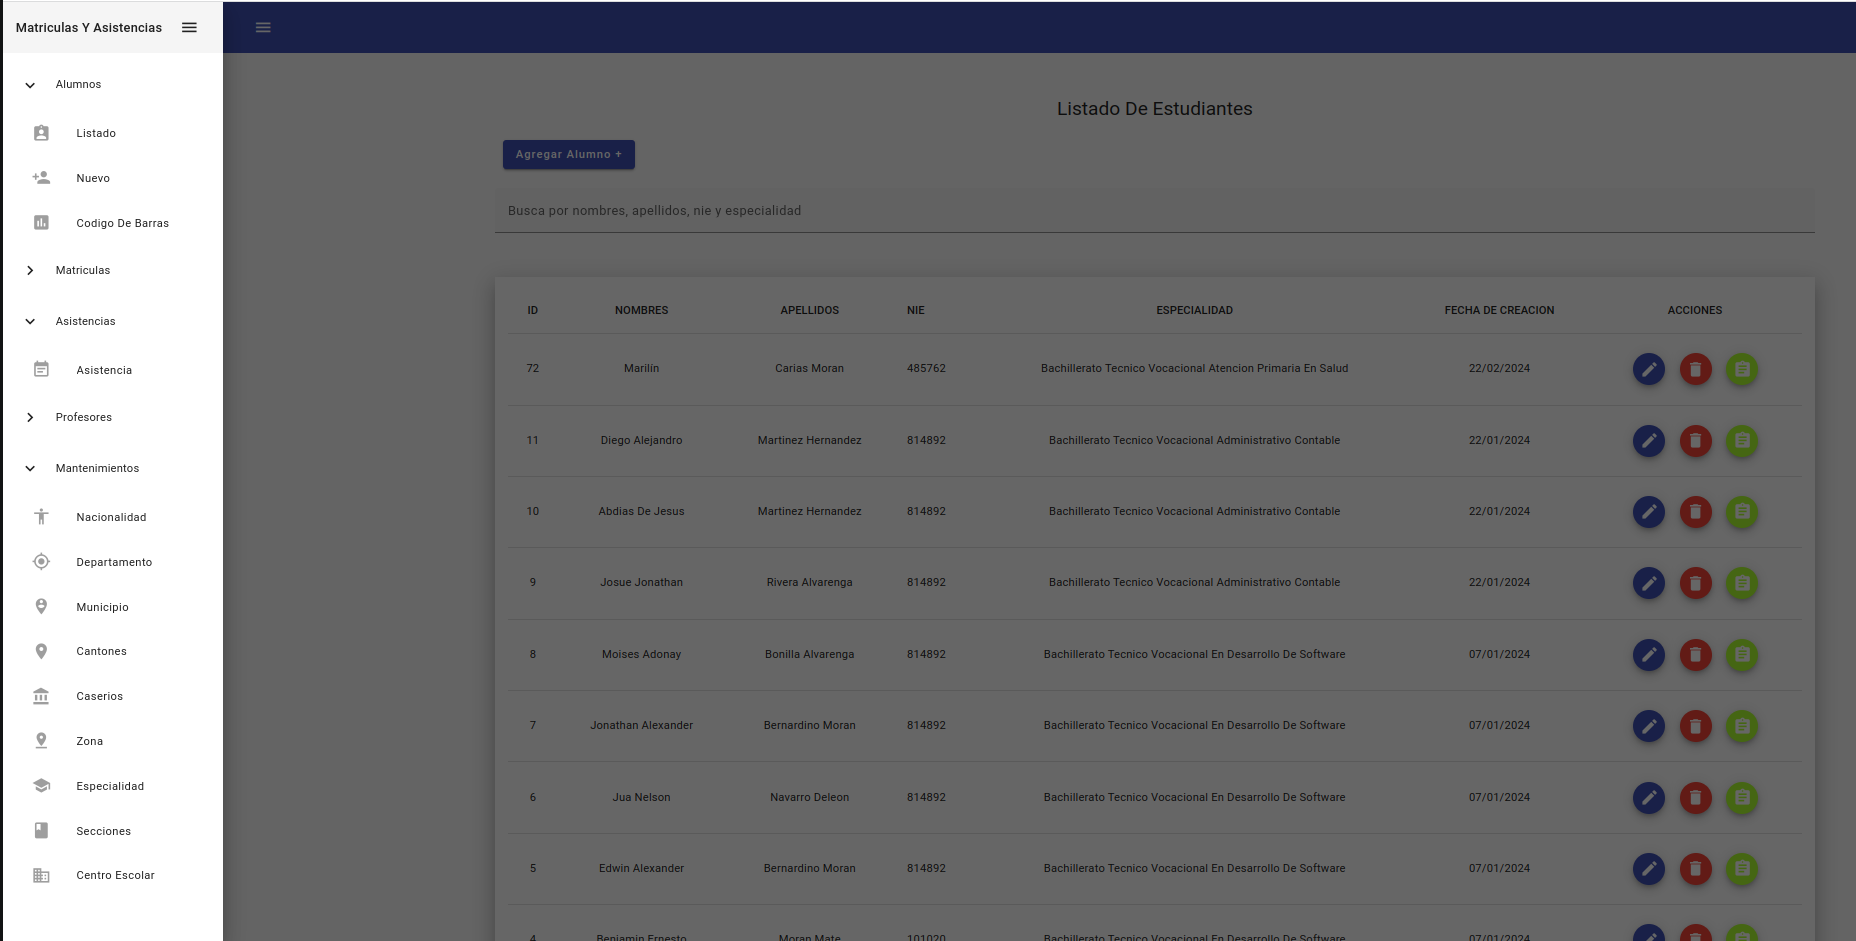 Matriculas Y Asistencias
Alumnos
Listado
Nuevo
Codigo De Barras
Matriculas
Asistencias
Asistencia
Profesores
Mantenimientos
Nacionalidad
Departamento
Municipio
Cantones
Caserios
Zona
Especialidad
Secciones
Centro Escolar
Listado De Estudiantes
Agregar Alumno +
Busca por nombres, apellidos, nie y especialidad
ID NOMBRES APELLIDOS NIE ESPECIALIDAD FECHA DE CREACION ACCIONES
72 Marilin Carias Moran 485762 Bachillerato Tecnico Vocacional Atencion Primaria En Salud 22/02/2024
11 Diego Alejandro Martinez Hernandez 814892 Bachillerato Tecnico Vocacional Administrativo Contable 22/01/2024
10 Abdias De Jesus Martinez Hernandez 814892 Bachillerato Tecnico Vocacional Administrativo Contable 22/01/2024
9 Josue Jonathan Rivera Alvarenga 814892 Bachillerato Tecnico Vocacional Administrativo Contable 22/01/2024
8 Moises Adonay Bonilla Alvarenga 814892 Bachillerato Tecnico Vocacional En Desarrollo De Software 07/01/2024
7 Jonathan Alexander Bernardino Moran 814892 Bachillerato Tecnico Vocacional En Desarrollo De Software 07/01/2024
6 Jua Nelson Navarro Deleon 814892 Bachillerato Tecnico Vocacional En Desarrollo De Software 07/01/2024
5 Edwin Alexander Bernardino Moran 814892 Bachillerato Tecnico Vocacional En Desarrollo De Software 07/01/2024
4 Benjamin Ernesto Moran Mate 101020 Bachillerato Tecnico Vocacional En Desarrollo De Software 07/01/2024